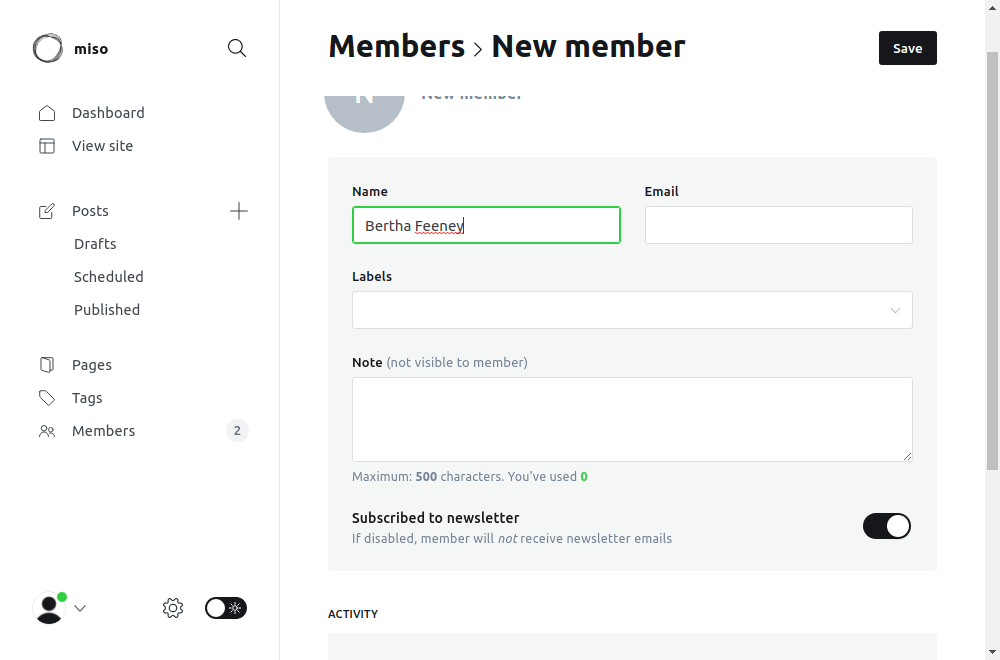 miso
Members > New member
Save
N New member
Dashboard
View site
Posts
Drafts
Scheduled
Published
Pages
Tags
Members 2
Name
Bertha Feeney
Email
Labels
Note (not visible to member)
Maximum: 500 characters. You've used 0
Subscribed to newsletter
If disabled, member will not receive newsletter emails
ACTIVITY